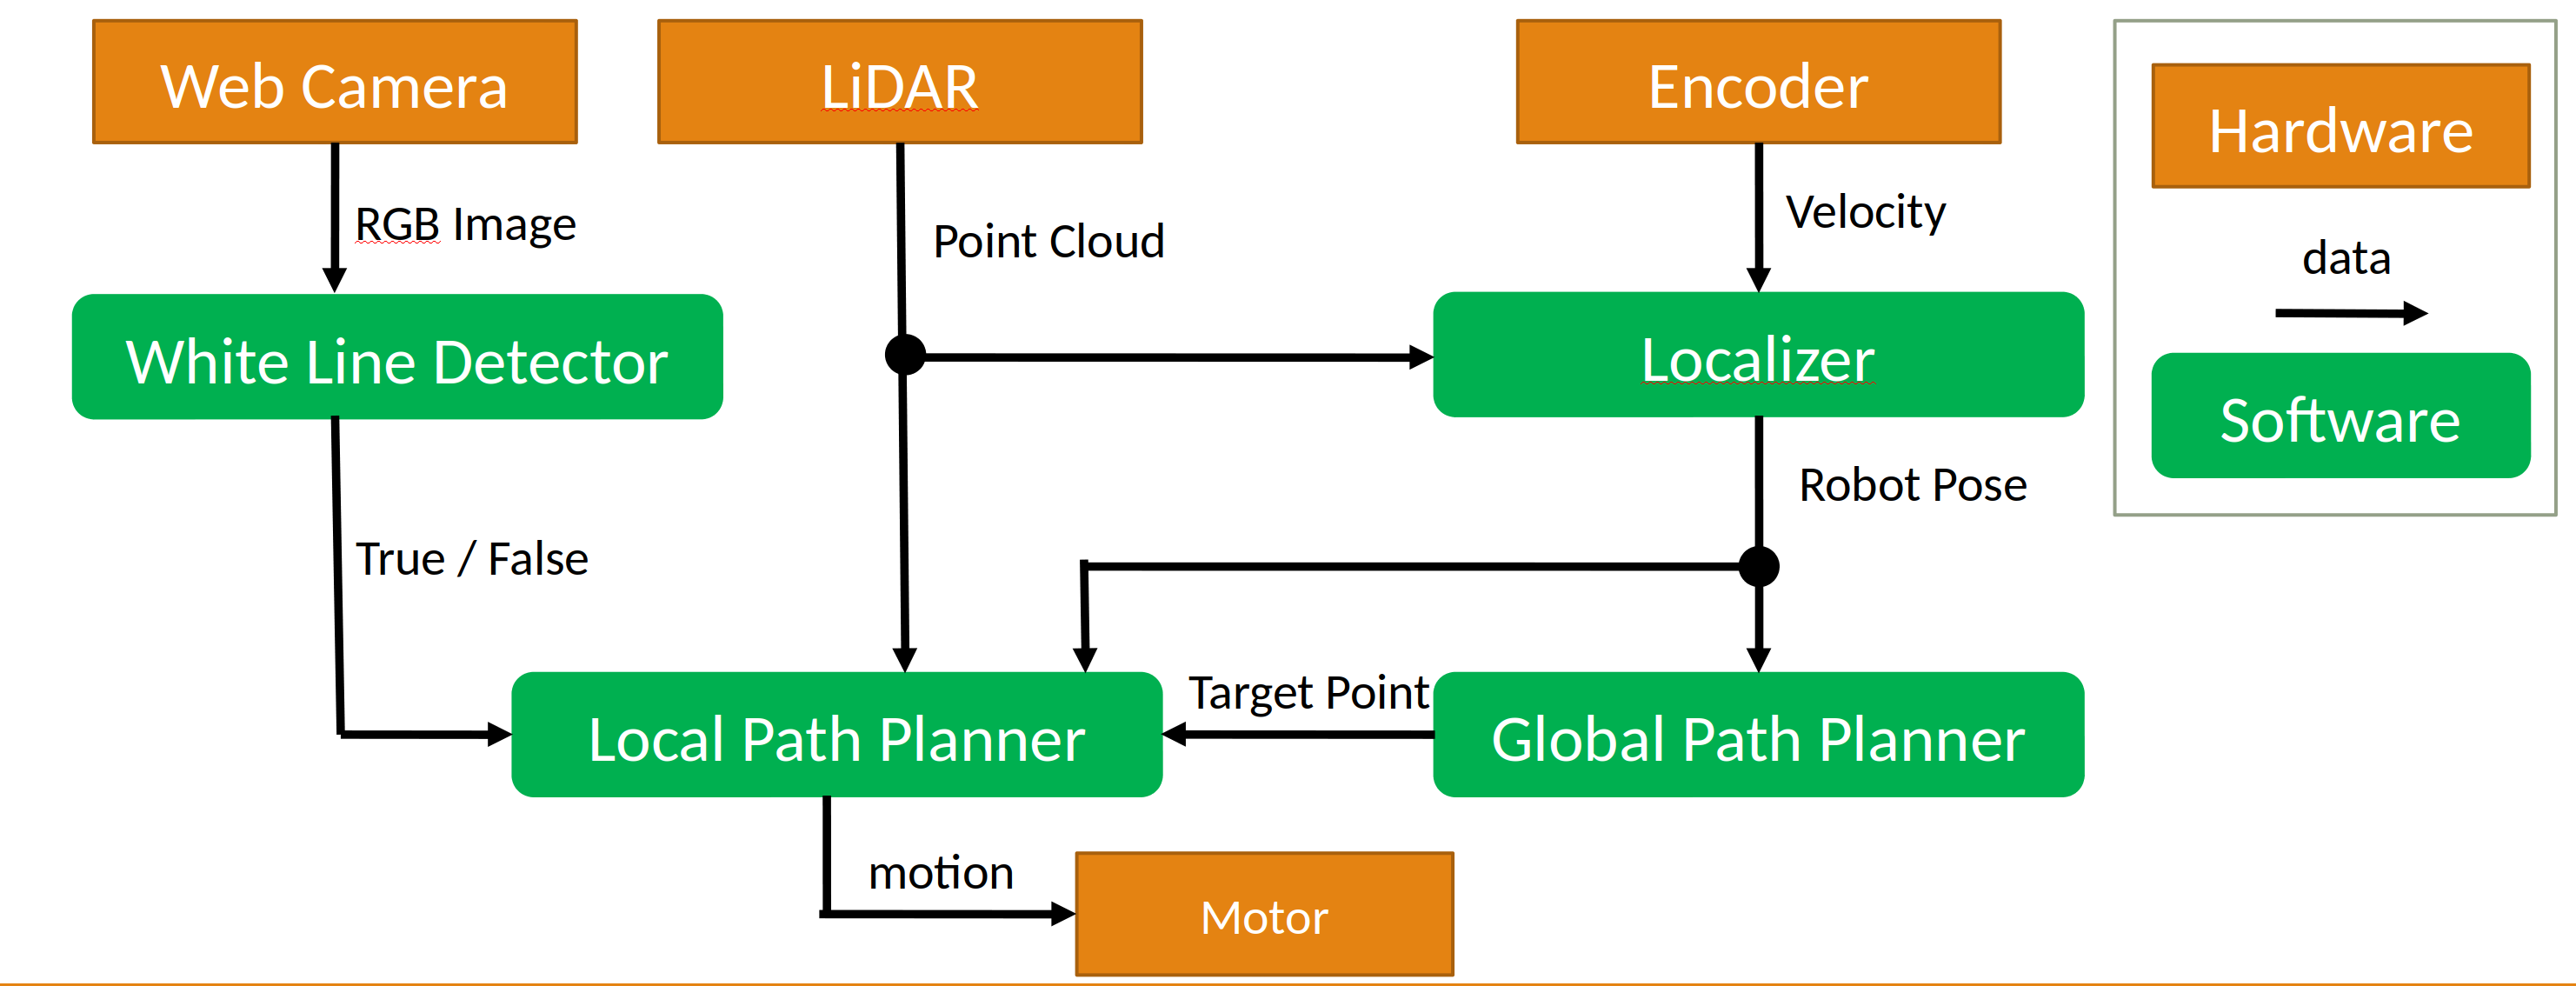 Web Camera
LiDAR
Encoder
Hardware
RGB Image
Point Cloud
Velocity
data
White Line Detector
Localizer
Software
True / False
Robot Pose
Target Point
Local Path Planner
Global Path Planner
motion
Motor